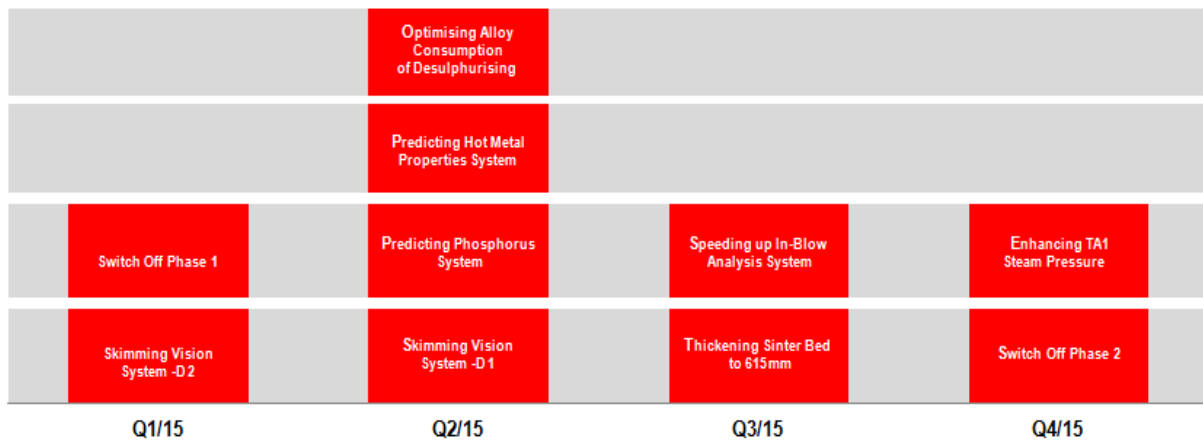 Optimising Alloy
Consumption
of Desulphurising
Predicting Hot Metal
Properties System
Switch Off Phase 1
Predicting Phosphorus
System
Speeding up In-Blow
Analysis System
Enhancing TA1
Steam Pressure
Skimming Vision
System -D2
Skimming Vision
System -D1
Thickening Sinter Bed
to 615mm
Switch Off Phase 2
Q1/15
Q2/15
Q3/15
Q4/15